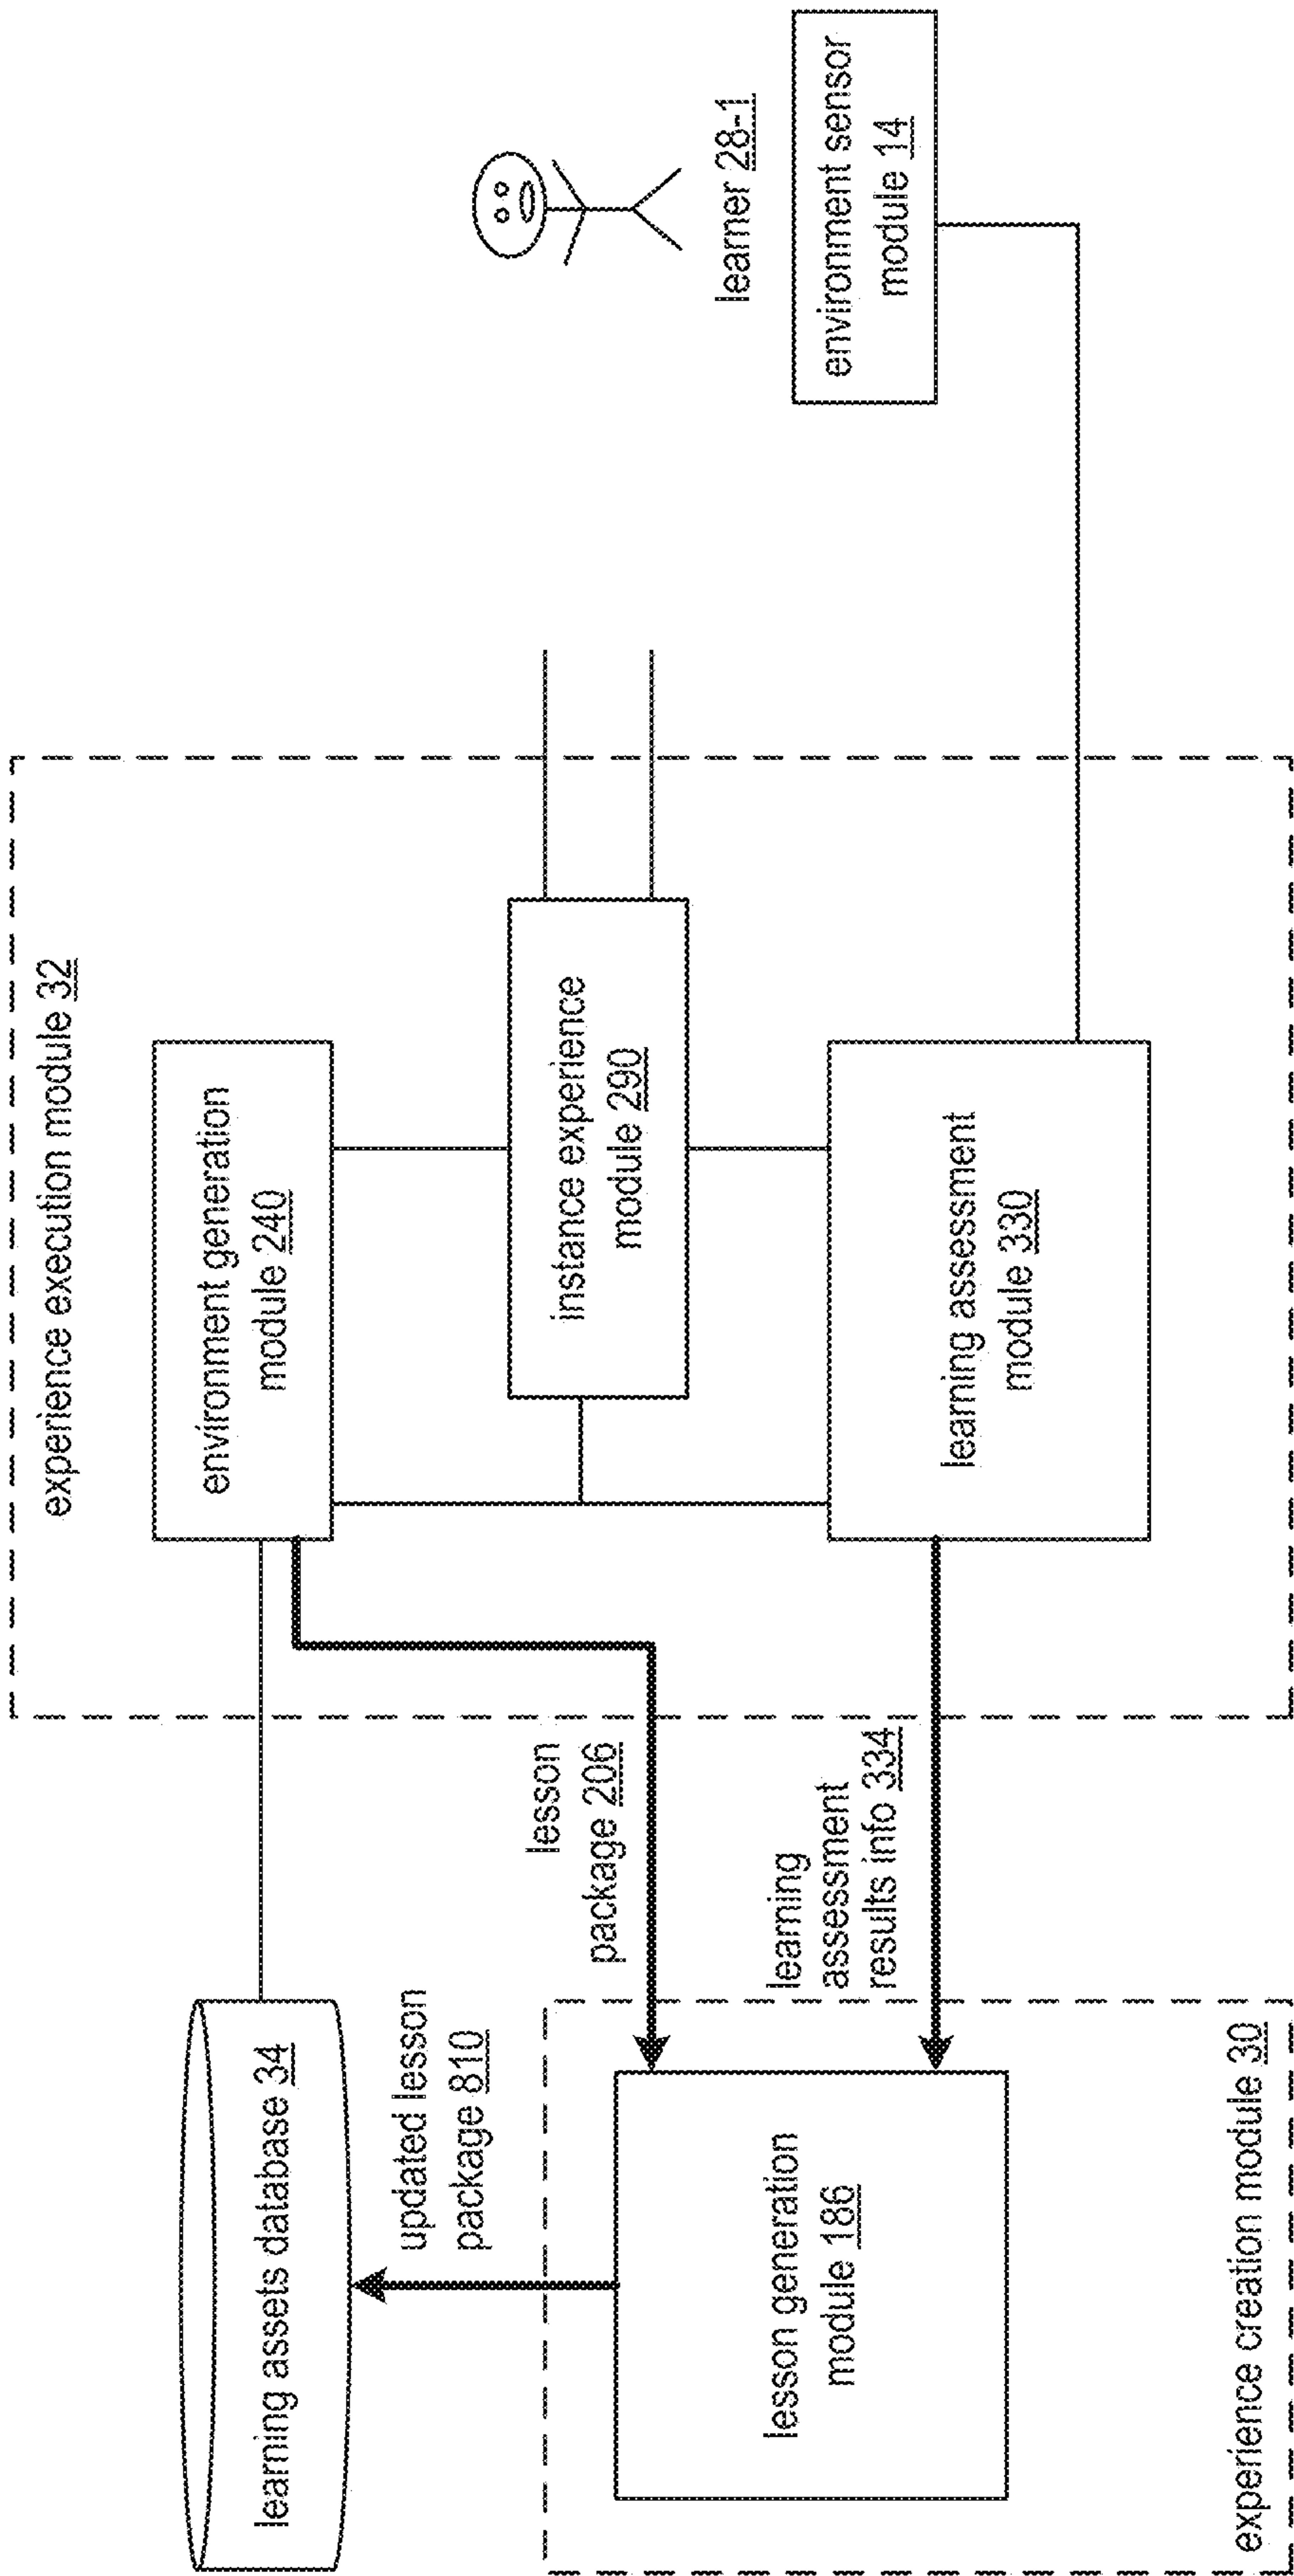 learning assets database 34
updated lesson
package 810
lesson generation
module 186
experience creation module 30
lesson
package 206
learning
assessment
results info 334
experience execution module 32
environment generation
module 240
instance experience
module 290
learning assessment
module 330
learner 28-1
environment sensor
module 14